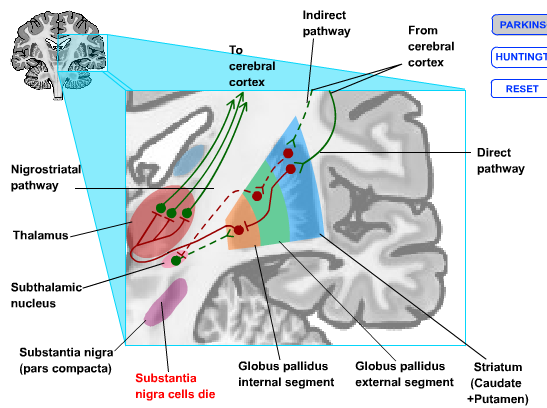 Indirect
pathway
From
cerebral
cortex
To
cerebral
cortex
PARKINS
HUNTINGT
RESET
Direct
pathway
Nigrostriatal
pathway
Thalamus
Subthalamic
nucleus
Substantia nigra
(pars compacta)
Substantia
nigra cells die
Globus pallidus
internal segment
Globus pallidus
external segment
Striatum
(Caudate
+Putamen)